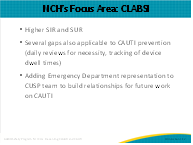 NCH's Focus Area: CLABSI
• Higher SIR and SUR
• Several gaps also applicable to CAUTI prevention
(daily reviews for necessity, tracking of device
dwell times)
• Adding Emergency Department representation to
CUSP team to build relationships for future work
on CAUTI